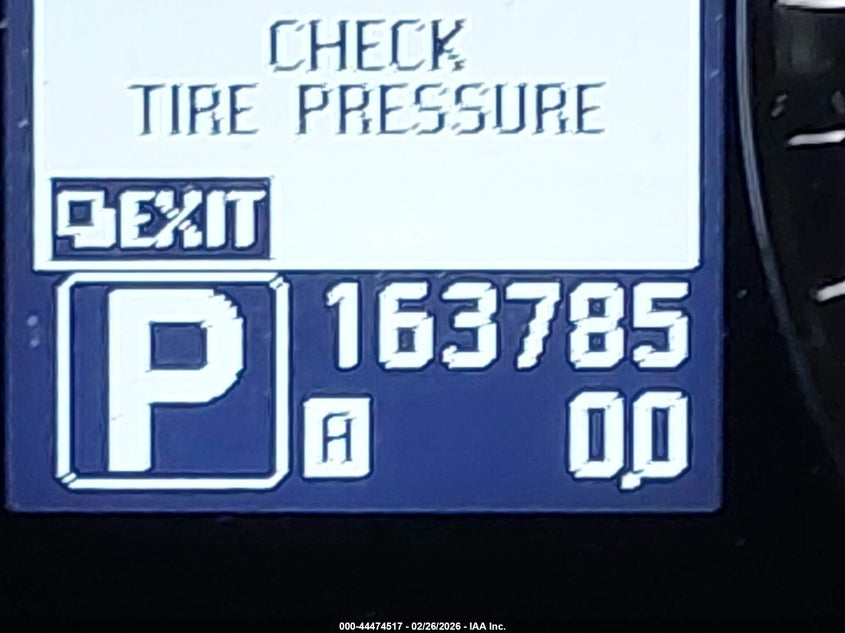 CHECK
TIRE PRESSURE
EXIT
P
163785
A 0.0
000-44474517 - 02/26/2026 - IAA Inc.